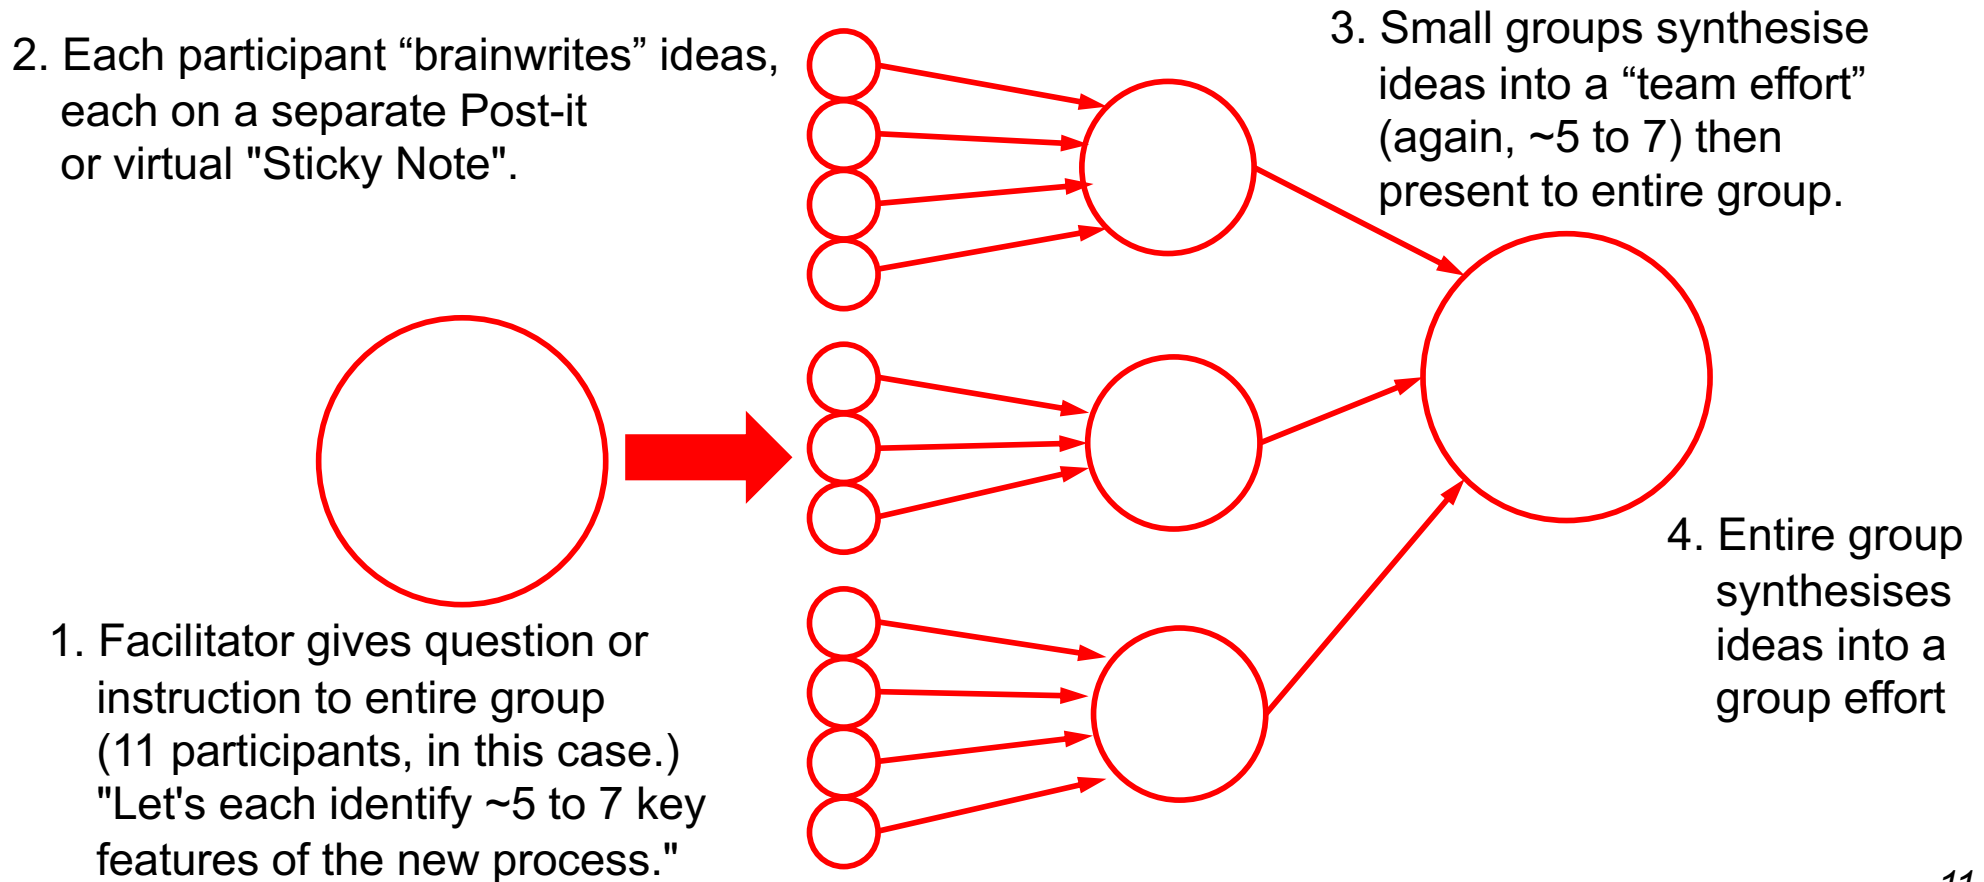 2. Each participant “brainwrites” ideas,
each on a separate Post-it
or virtual "Sticky Note".
3. Small groups synthesise
ideas into a “team effort”
(again, ~5 to 7) then
present to entire group.
1. Facilitator gives question or
instruction to entire group
(11 participants, in this case.)
"Let's each identify ~5 to 7 key
features of the new process."
4. Entire group
synthesises
ideas into a
group effort
11